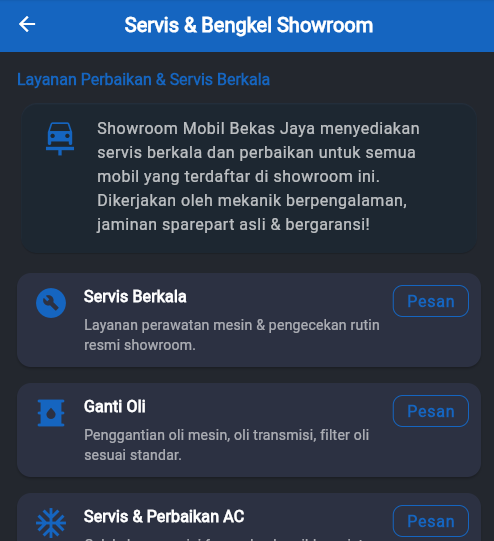 Servis & Bengkel Showroom
Layanan Perbaikan & Servis Berkala
Showroom Mobil Bekas Jaya menyediakan
servis berkala dan perbaikan untuk semua
mobil yang terdaftar di showroom ini.
Dikerjakan oleh mekanik berpengalaman,
jaminan sparepart asli & bergaransi!
Servis Berkala
Pesan
Layanan perawatan mesin & pengecekan rutin
resmi showroom.
Ganti Oli
Pesan
Penggantian oli mesin, oli transmisi, filter oli
sesuai standar.
Servis & Perbaikan AC
Pesan